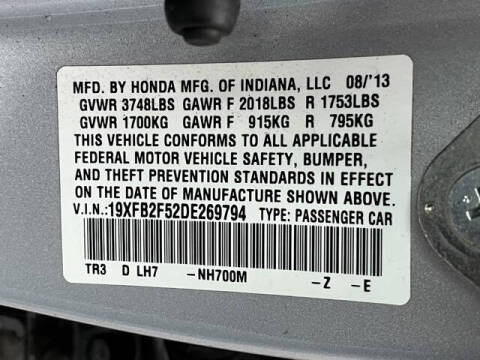 MFD. BY HONDA MFG. OF INDIANA, LLC 08/'13
GVWR 3748LBS GAWR F 2018LBS R 1753LBS
GVWR 1700KG GAWR F 915KG R 795KG
THIS VEHICLE CONFORMS TO ALL APPLICABLE
FEDERAL MOTOR VEHICLE SAFETY, BUMPER,
AND THEFT PREVENTION STANDARDS IN EFFECT
ON THE DATE OF MANUFACTURE SHOWN ABOVE.
V.I.N.:19XFB2F52DE269794 TYPE: PASSENGER CAR
TR3 D LH7 -NH700M -Z -E